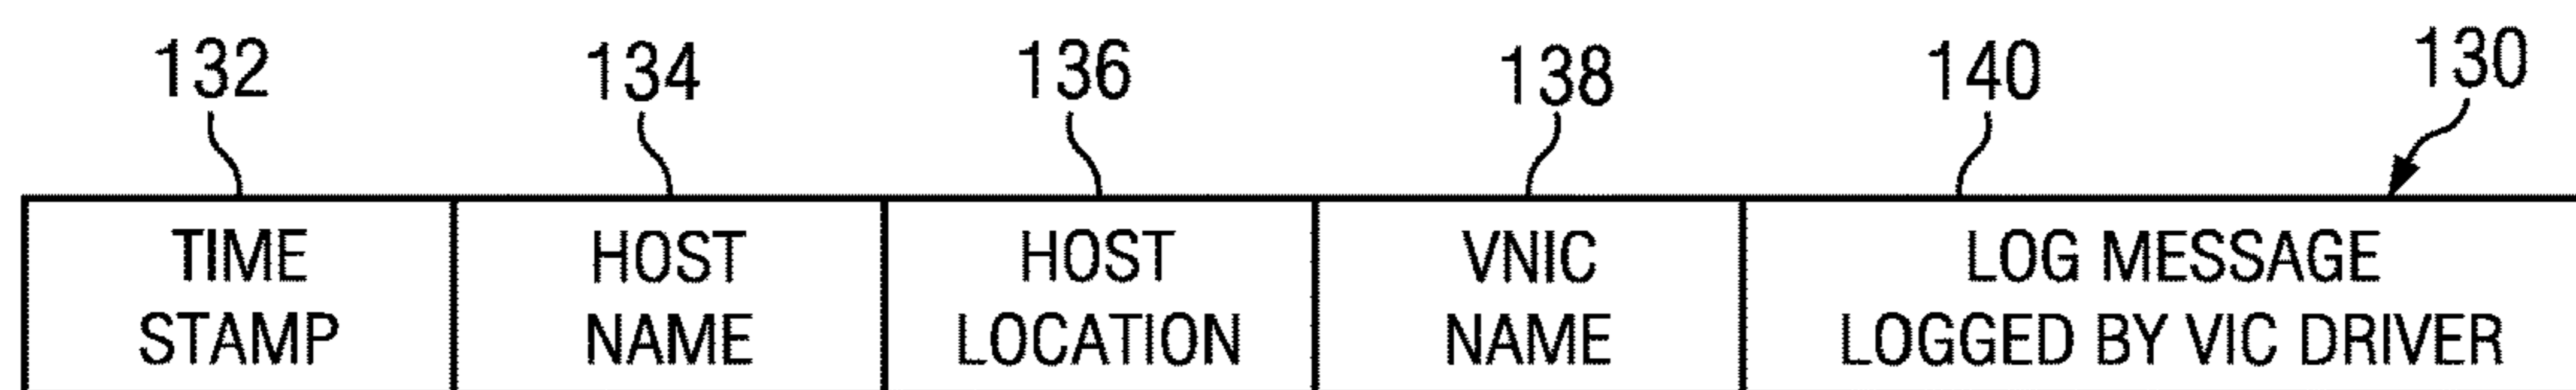 132 134 136 138 140 130
TIME STAMP
HOST NAME
HOST LOCATION
VNIC NAME
LOG MESSAGE
LOGGED BY VIC DRIVER